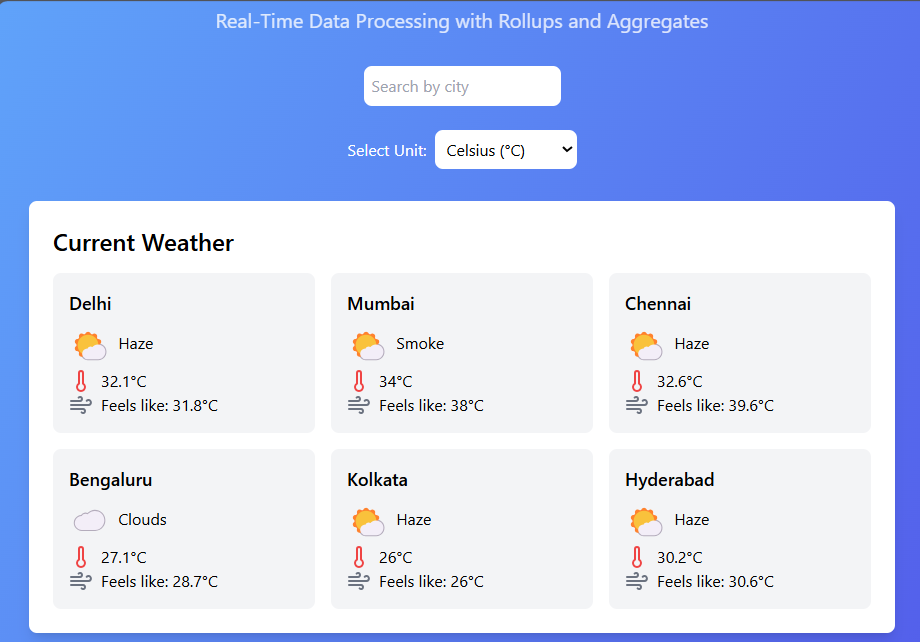 Real-Time Data Processing with Rollups and Aggregates
Search by city
Select Unit: Celsius (°C)
Current Weather
Delhi
Haze
32.1°C
Feels like: 31.8°C
Mumbai
Smoke
34°C
Feels like: 38°C
Chennai
Haze
32.6°C
Feels like: 39.6°C
Bengaluru
Clouds
27.1°C
Feels like: 28.7°C
Kolkata
Haze
26°C
Feels like: 26°C
Hyderabad
Haze
30.2°C
Feels like: 30.6°C